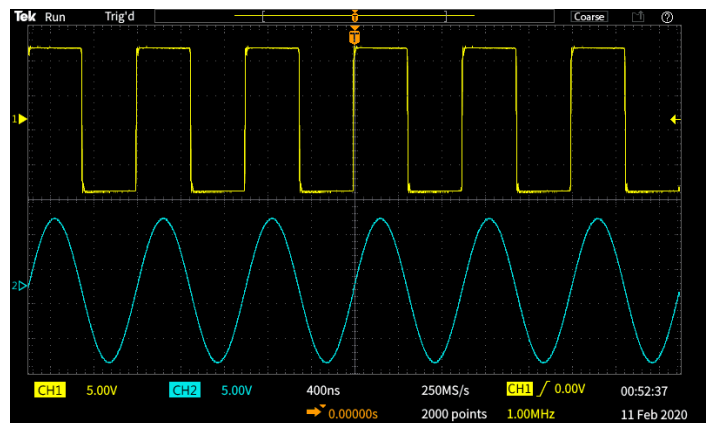 Tek Run Trig'd T Coarse ?
T
1
2
CH1 5.00V CH2 5.00V 400ns 250MS/s CH1 0.00V 00:52:37
0.00000s 2000 points 1.00MHz 11 Feb 2020